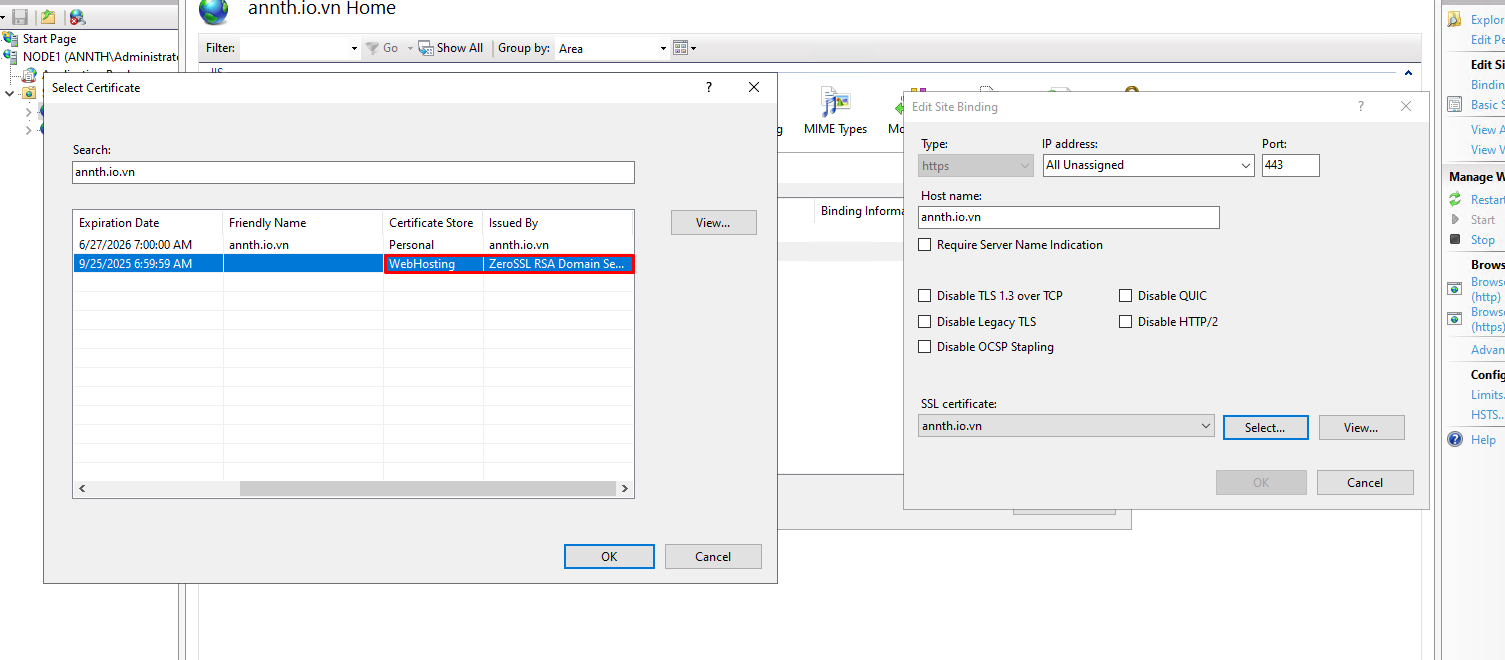 annth.io.vn Home
Start Page
NODE1 (ANNTH\Administrato
Filter:
Go
Show All
Group by:
Area
Select Certificate
?
Search:
annth.io.vn
Expiration Date
Friendly Name
Certificate Store
Issued By
6/27/2026 7:00:00 AM
annth.io.vn
Personal
annth.io.vn
9/25/2025 6:59:59 AM
WebHosting
ZeroSSL RSA Domain Se...
View...
OK
Cancel
MIME Types
Mo
Binding Informa
Edit Site Binding
?
Type:
IP address:
Port:
https
All Unassigned
443
Host name:
annth.io.vn
Require Server Name Indication
Disable TLS 1.3 over TCP
Disable QUIC
Disable Legacy TLS
Disable HTTP/2
Disable OCSP Stapling
SSL certificate:
annth.io.vn
Select...
View...
OK
Cancel
Explor
Edit Pe
Edit Si
Bindin
Basic S
View A
View V
Manage W
Restart
Start
Stop
Brows
Browse
(http)
Browse
(https)
Advan
Config
Limits.
HSTS..
Help